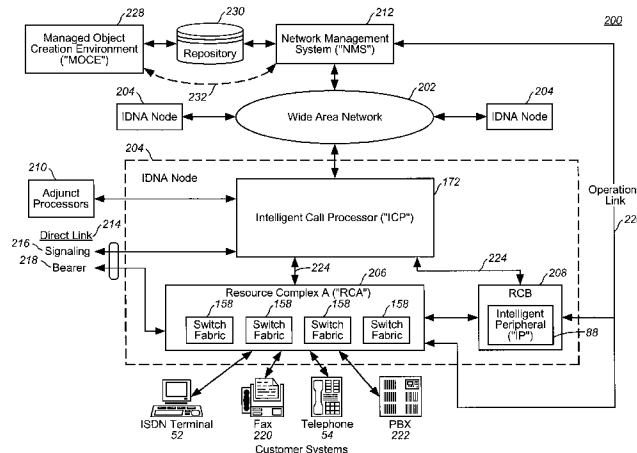 228
230
212
200
Managed Object
Creation Environment
("MOCE")
Repository
Network Management
System ("NMS")
232
202
204
IDNA Node
Wide Area Network
204
IDNA Node
204
IDNA Node
210
Adjunct
Processors
172
Intelligent Call Processor ("ICP")
Operation
Link
Direct Link
214
216
Signaling
218
Bearer
224
224
206
208
Resource Complex A ("RCA")
RCB
158
158
158
158
Switch
Fabric
Switch
Fabric
Switch
Fabric
Switch
Fabric
Intelligent
Peripheral
("IP")
88
ISDN Terminal
52
Fax
220
Telephone
54
PBX
222
Customer Systems